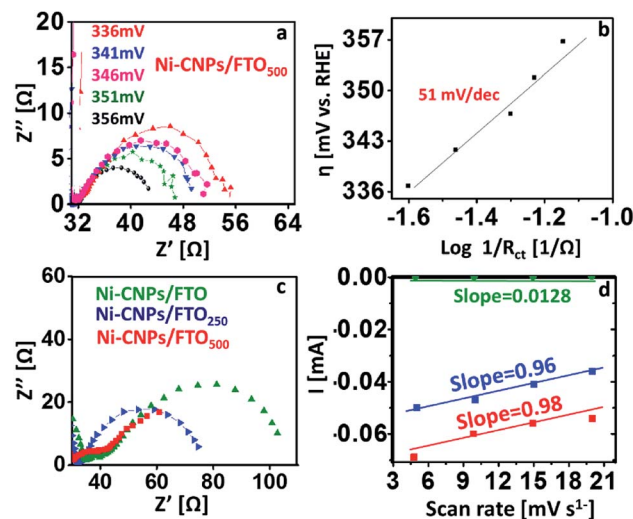 a
336mV
341mV
346mV
351mV
356mV
Ni-CNPs/FTO500
Z'' [Ω]
20
15
10
5
0
32 40 48 56 64
Z' [Ω]
b
51 mV/dec
η [mV vs. RHE]
357
350
343
336
-1.6 -1.4 -1.2 -1.0
Log 1/Rct [1/Ω]
c
Ni-CNPs/FTO
Ni-CNPs/FTO250
Ni-CNPs/FTO500
Z'' [Ω]
60
40
20
0
40 60 80 100
Z' [Ω]
d
Slope=0.0128
Slope=0.96
Slope=0.98
I [mA]
0.00
-0.02
-0.04
-0.06
3 6 9 12 15 18 21
Scan rate [mV s1-]